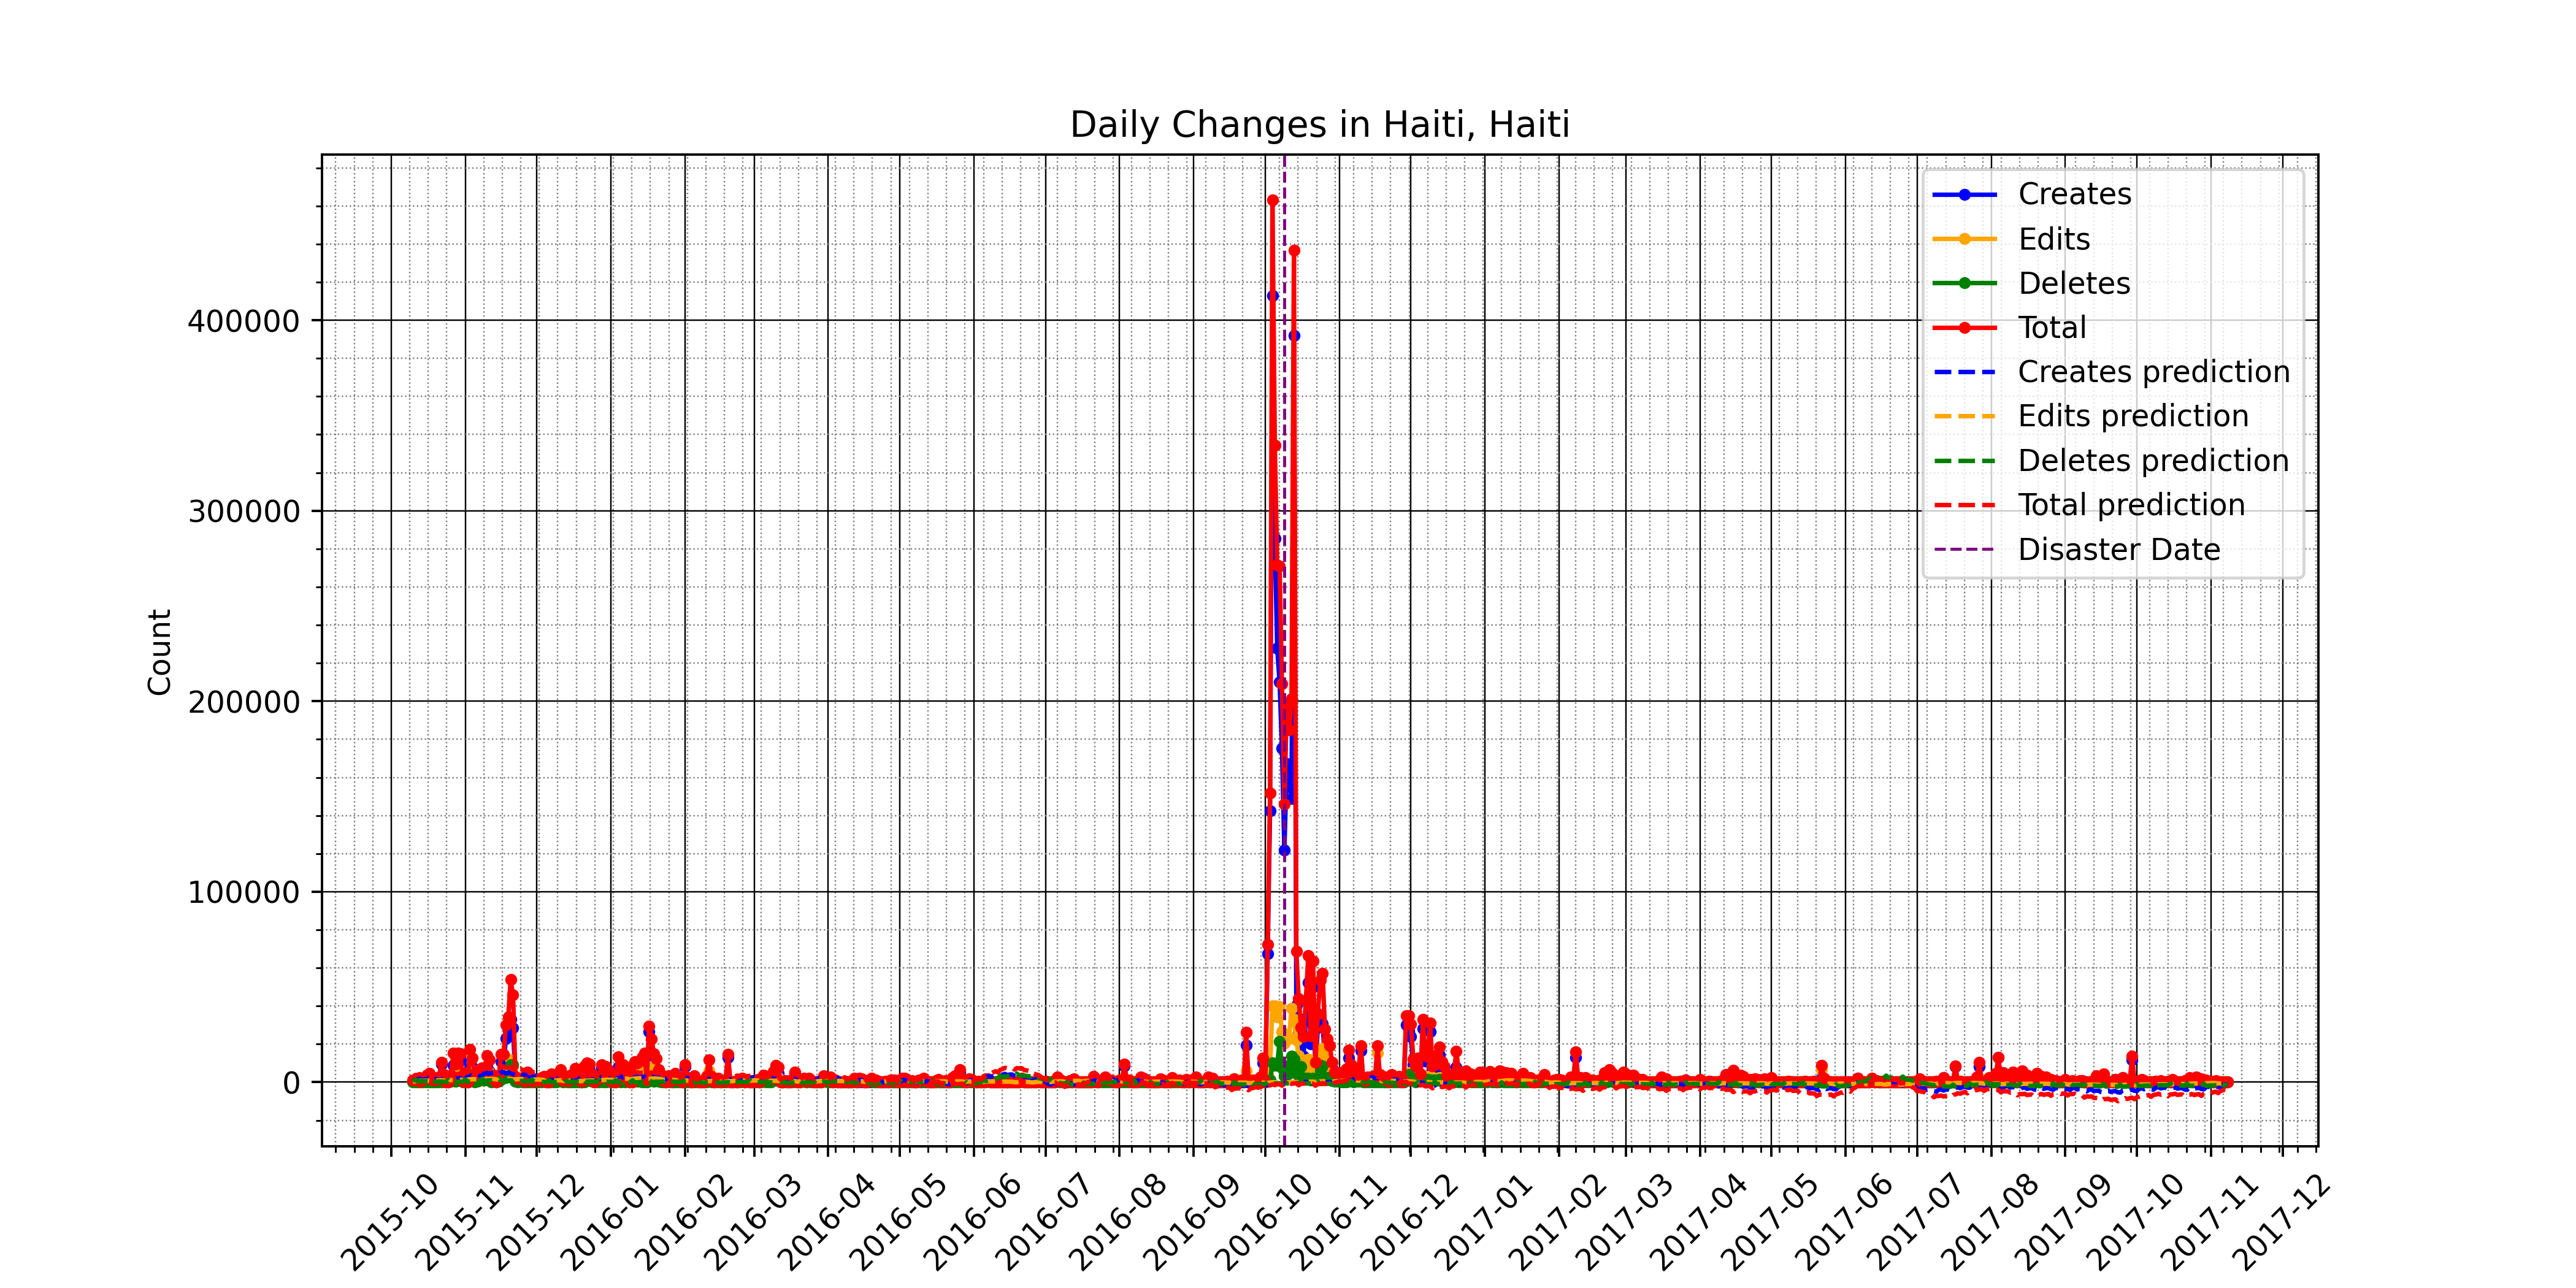 Daily Changes in Haiti, Haiti
Creates
Edits
Deletes
Total
Creates prediction
Edits prediction
Deletes prediction
Total prediction
Disaster Date
Count
400000
300000
200000
100000
0
2015-10
2015-11
2015-12
2016-01
2016-02
2016-03
2016-04
2016-05
2016-06
2016-07
2016-08
2016-09
2016-10
2016-11
2016-12
2017-01
2017-02
2017-03
2017-04
2017-05
2017-06
2017-07
2017-08
2017-09
2017-10
2017-11
2017-12